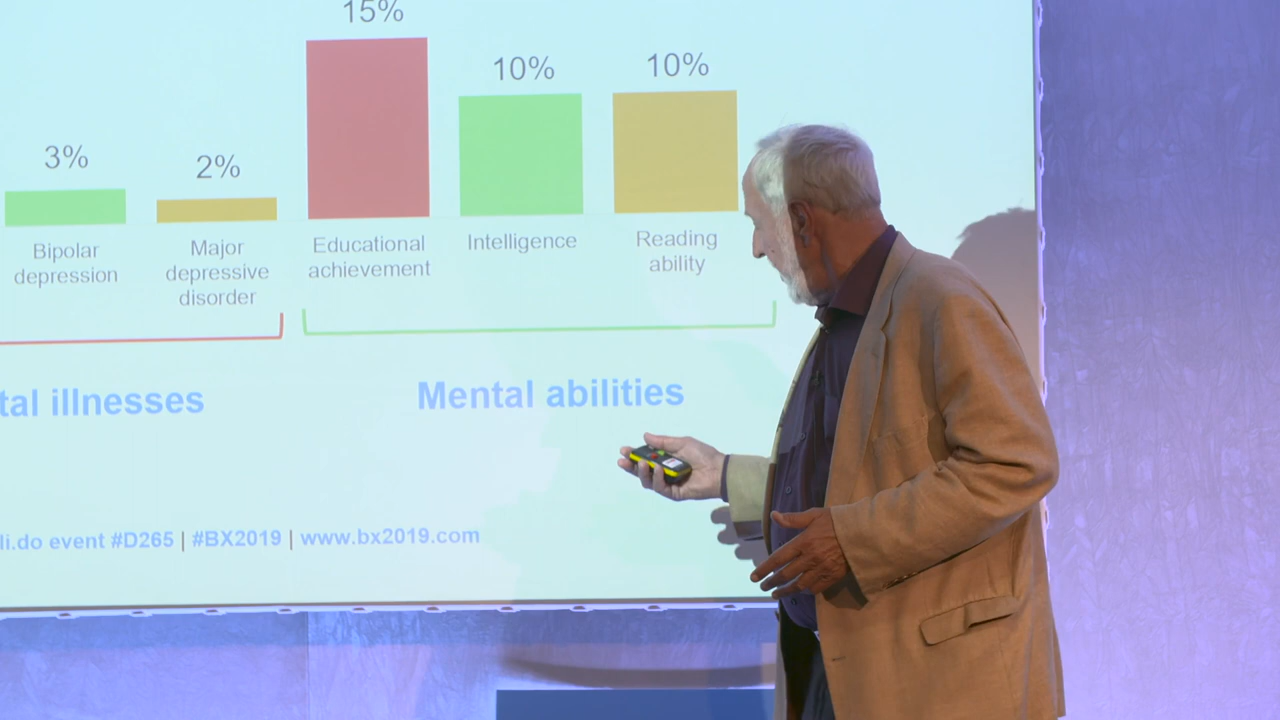 15%
10%
10%
3%
2%
Bipolar
depression
Major
depressive
disorder
Educational
achievement
Intelligence
Reading
ability
tal illnesses
Mental abilities
li.do event #D265 | #BX2019 | www.bx2019.com